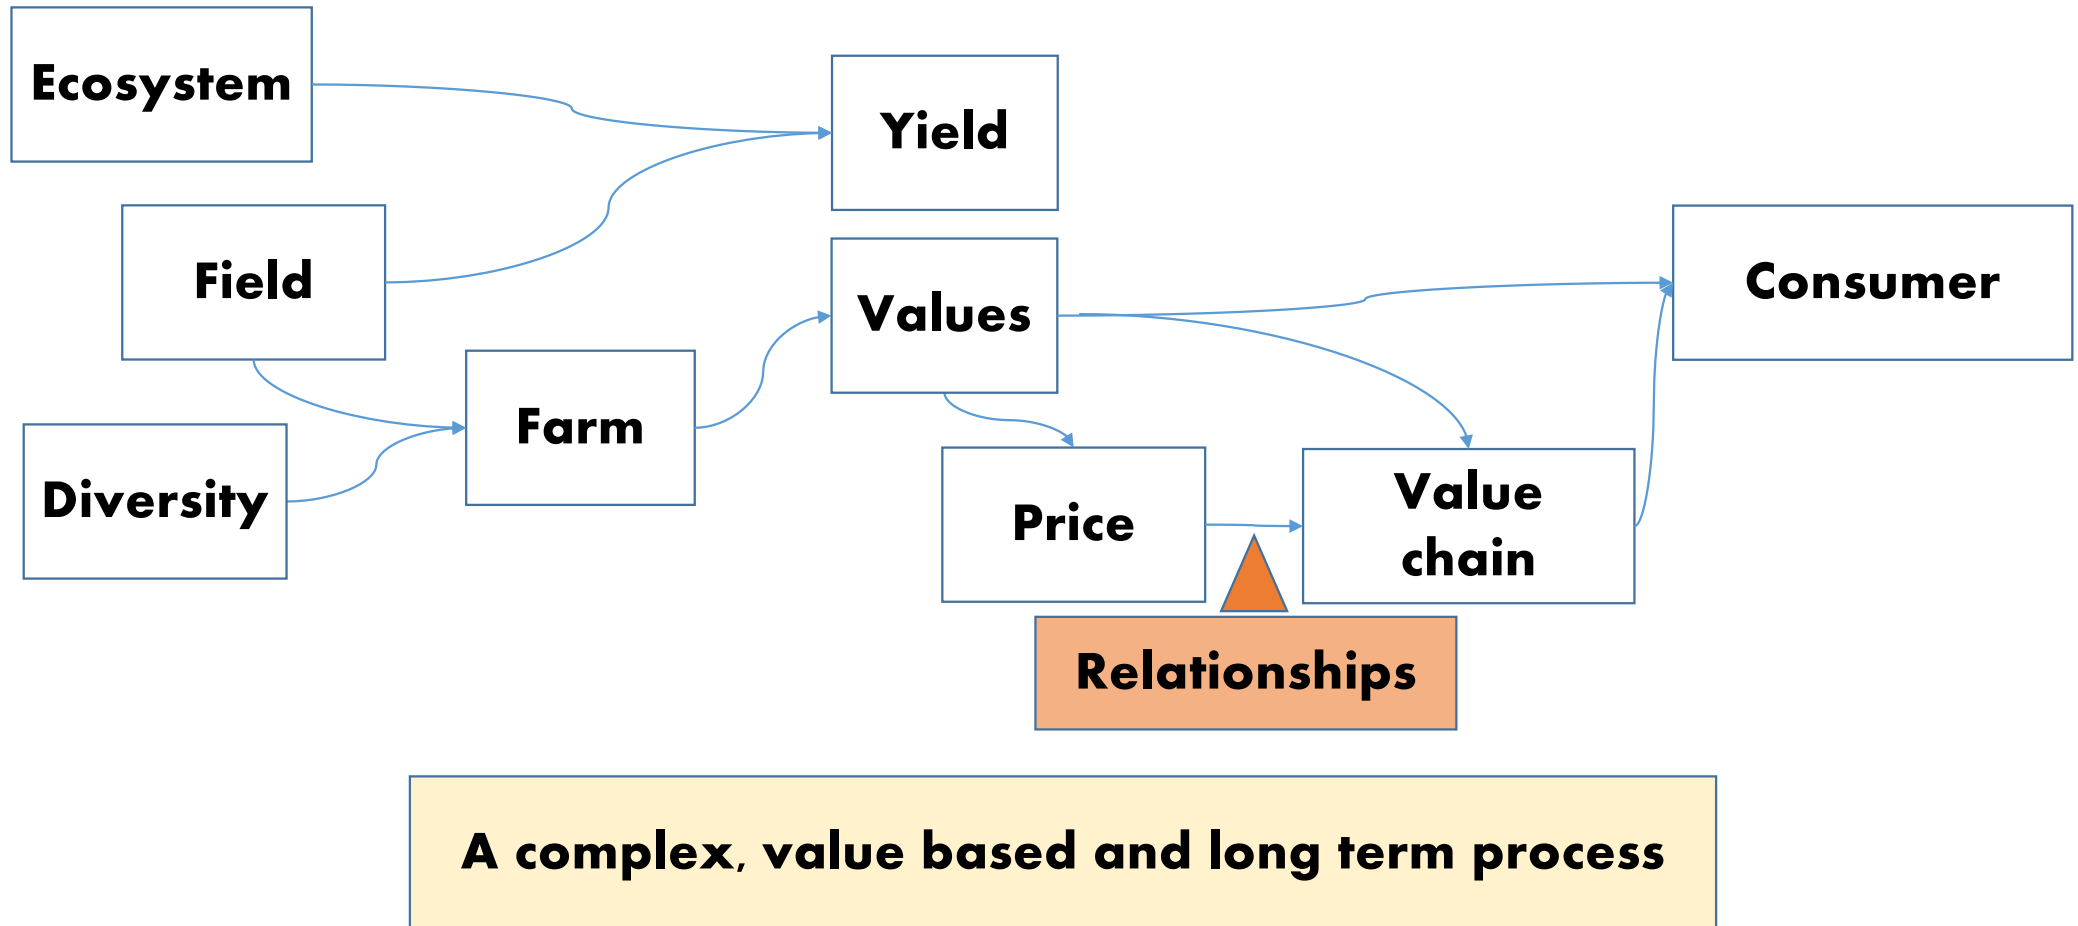 Ecosystem
Yield
Field
Values
Consumer
Farm
Diversity
Price
Value
chain
Relationships
A complex, value based and long term process